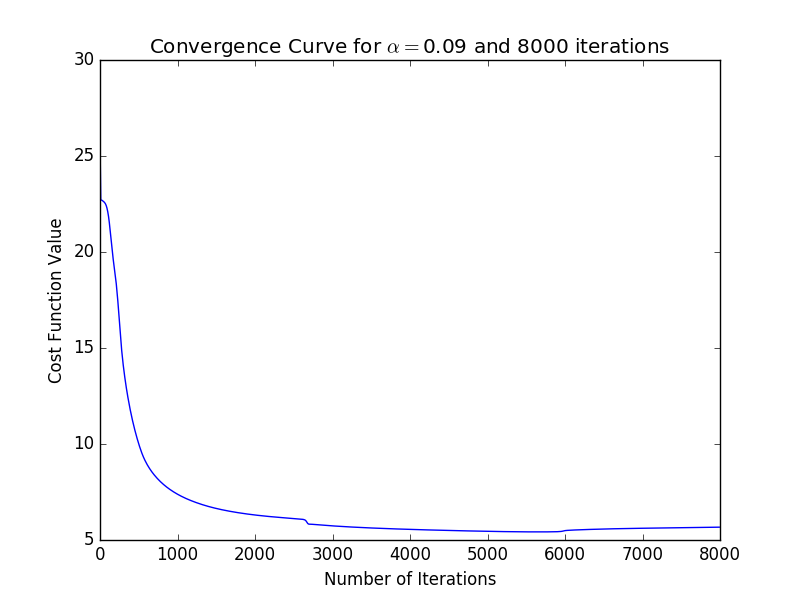 Convergence Curve for α = 0.09 and 8000 iterations
30
25
20
15
10
5
Cost Function Value
0 1000 2000 3000 4000 5000 6000 7000 8000
Number of Iterations